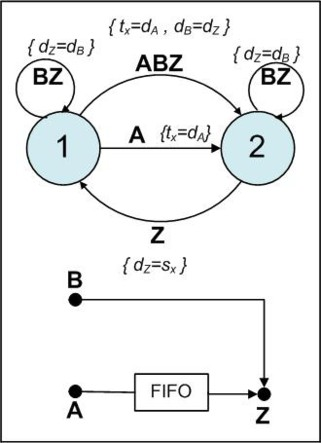 { tx=dA , dB=dZ }
{ dZ=dB }
{ dZ=dB }
BZ
ABZ
BZ
1
A {tx=dA}
2
Z
{ dZ=sx }
B
FIFO
A
Z